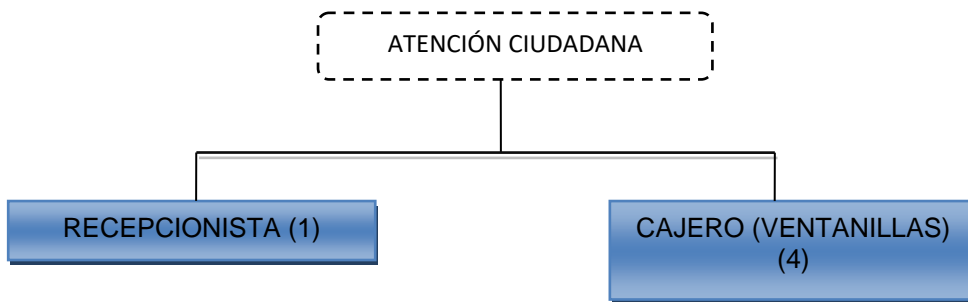 ATENCIÓN CIUDADANA
RECEPCIONISTA (1)
CAJERO (VENTANILLAS)
(4)